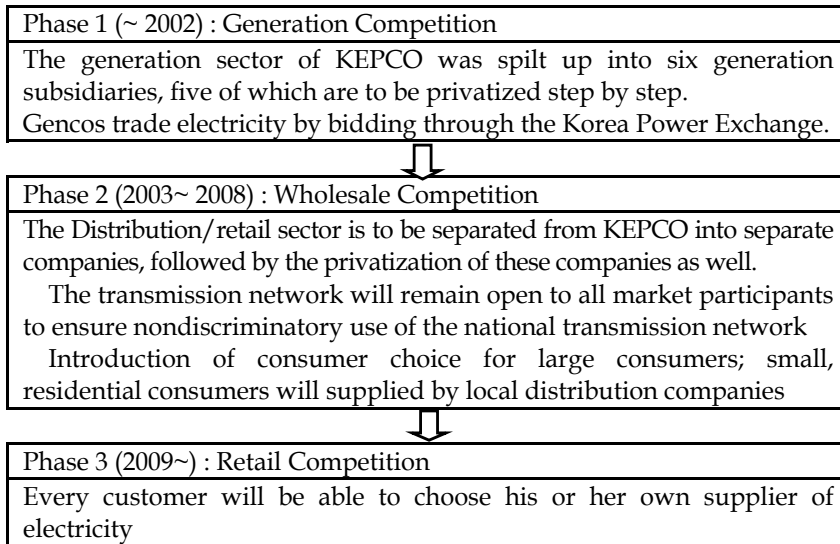 Phase 1 (~ 2002) : Generation Competition
The generation sector of KEPCO was spilt up into six generation
subsidiaries, five of which are to be privatized step by step.
Gencos trade electricity by bidding through the Korea Power Exchange.
Phase 2 (2003~ 2008) : Wholesale Competition
The Distribution/retail sector is to be separated from KEPCO into separate
companies, followed by the privatization of these companies as well.
The transmission network will remain open to all market participants
to ensure nondiscriminatory use of the national transmission network
Introduction of consumer choice for large consumers; small,
residential consumers will supplied by local distribution companies
Phase 3 (2009~) : Retail Competition
Every customer will be able to choose his or her own supplier of
electricity